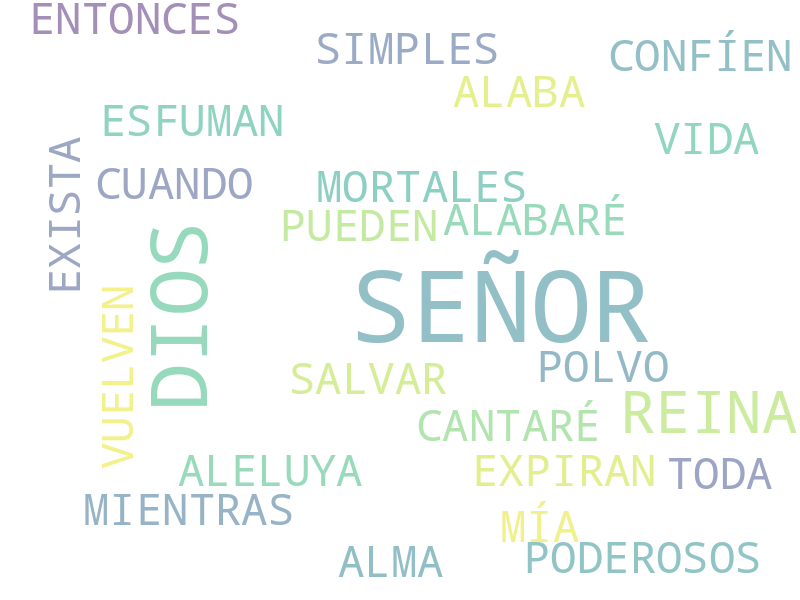 ENTONCES
SIMPLES
CONFÍEN
ALABA
ESFUMAN
VIDA
EXISTA
CUANDO
MORTALES
PUEDEN
ALABARÉ
DIOS
SEÑOR
VUELVEN
POLVO
SALVAR
REINA
CANTARÉ
ALELUYA
EXPIRAN
TODA
MIENTRAS
MÍA
ALMA
PODEROSOS